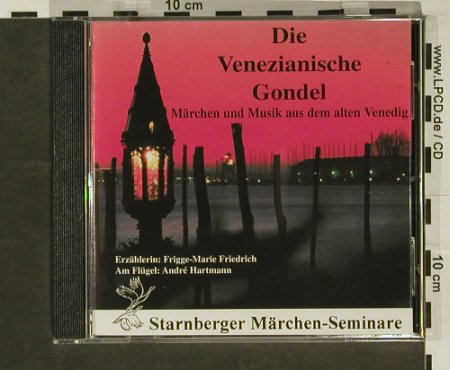 10 cm
Die
Venezianische
Gondel
Märchen und Musik aus dem alten Venedig
Erzählerin: Frigge-Marie Friedrich
Am Flügel: André Hartmann
Starnberger Märchen-Seminare
www.LPCD.de / CD
10 cm